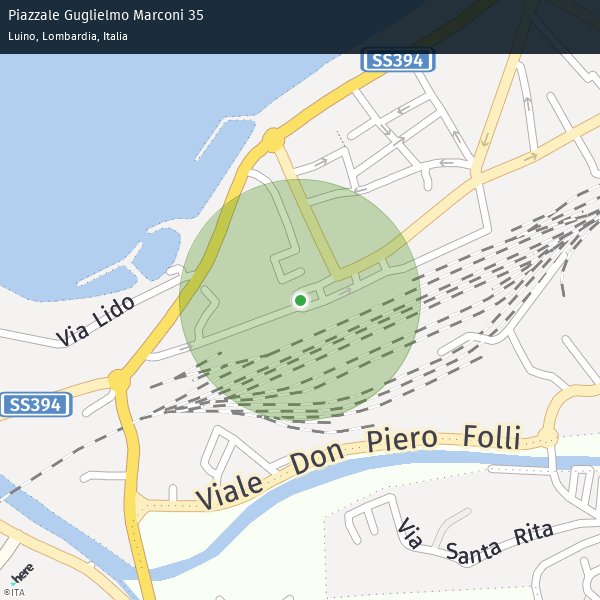 Piazzale Guglielmo Marconi 35
Luino, Lombardia, Italia
SS394
Via Lido
SS394
Viale Don Piero Folli
Via Santa Rita
here
©ITA